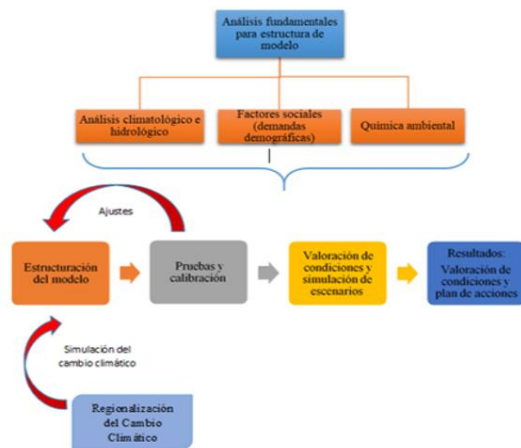 Análisis fundamentales
para estructura de
modelo
Análisis climatológico e
hidrológico
Factores sociales
(demandas
demográficas)
Química ambiental
Ajustes
Estructuración
del modelo
Pruebas y
calibración
Valoración de
condiciones y
simulación de
escenarios
Resultados:
Valoración de
condiciones y
plan de acciones
Simulación del
cambio climático
Regionalización
del Cambio
Climático